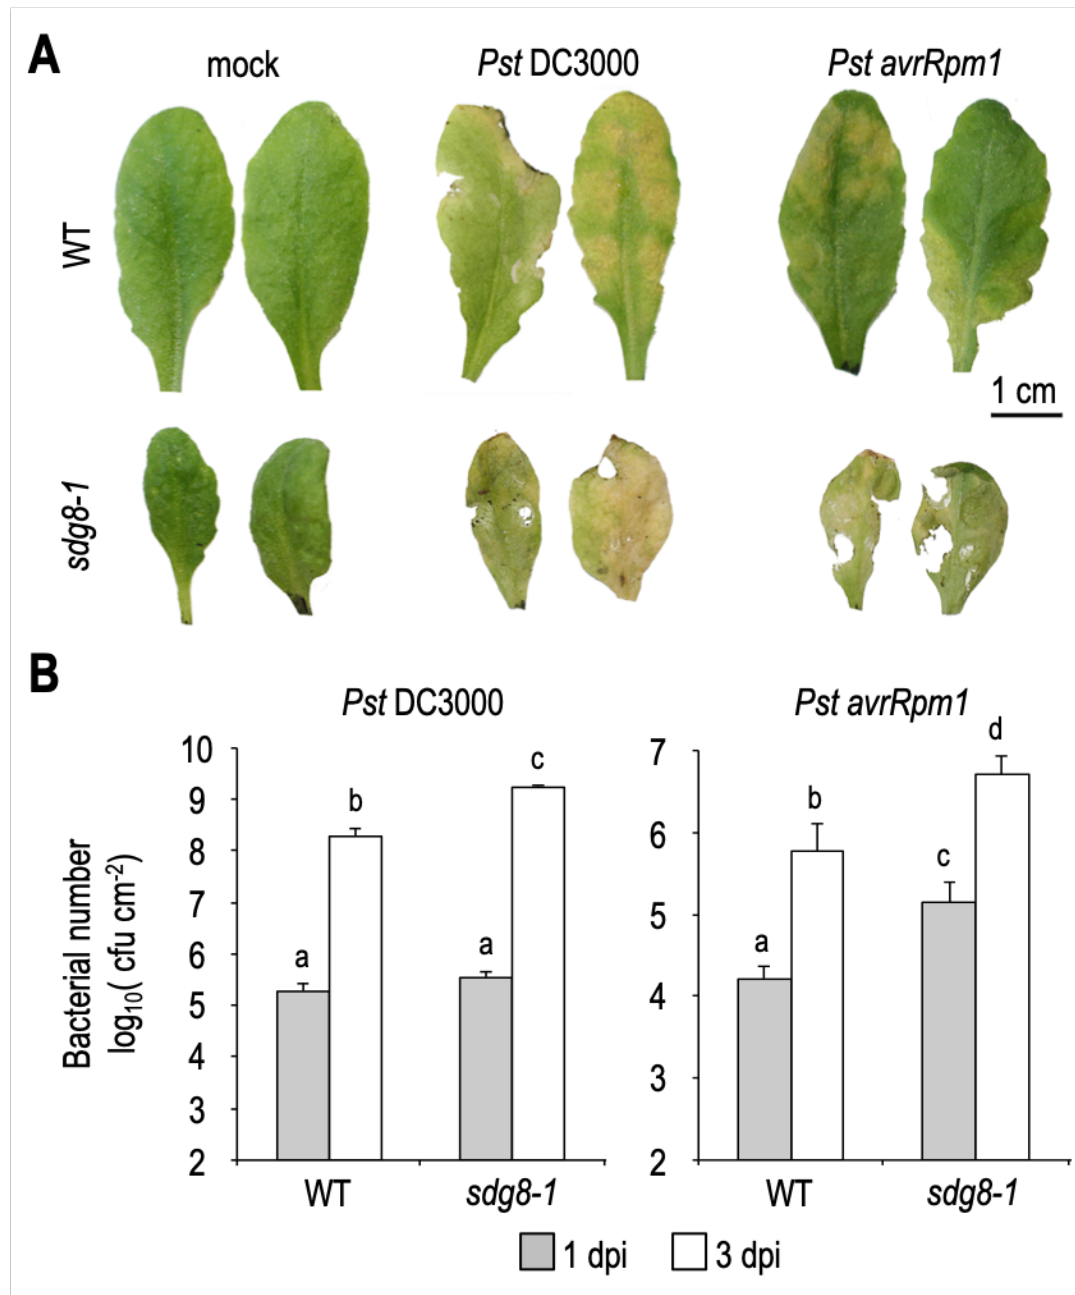 A
mock
Pst DC3000
Pst avrRpm1
WT
1 cm
sdg8-1
B
Pst DC3000
Pst avrRpm1
Bacterial number
log10( cfu cm-2)
10
9
8
7
6
5
4
3
2
a
b
a
c
WT
sdg8-1
7
6
5
4
3
2
a
b
c
d
WT
sdg8-1
1 dpi
3 dpi